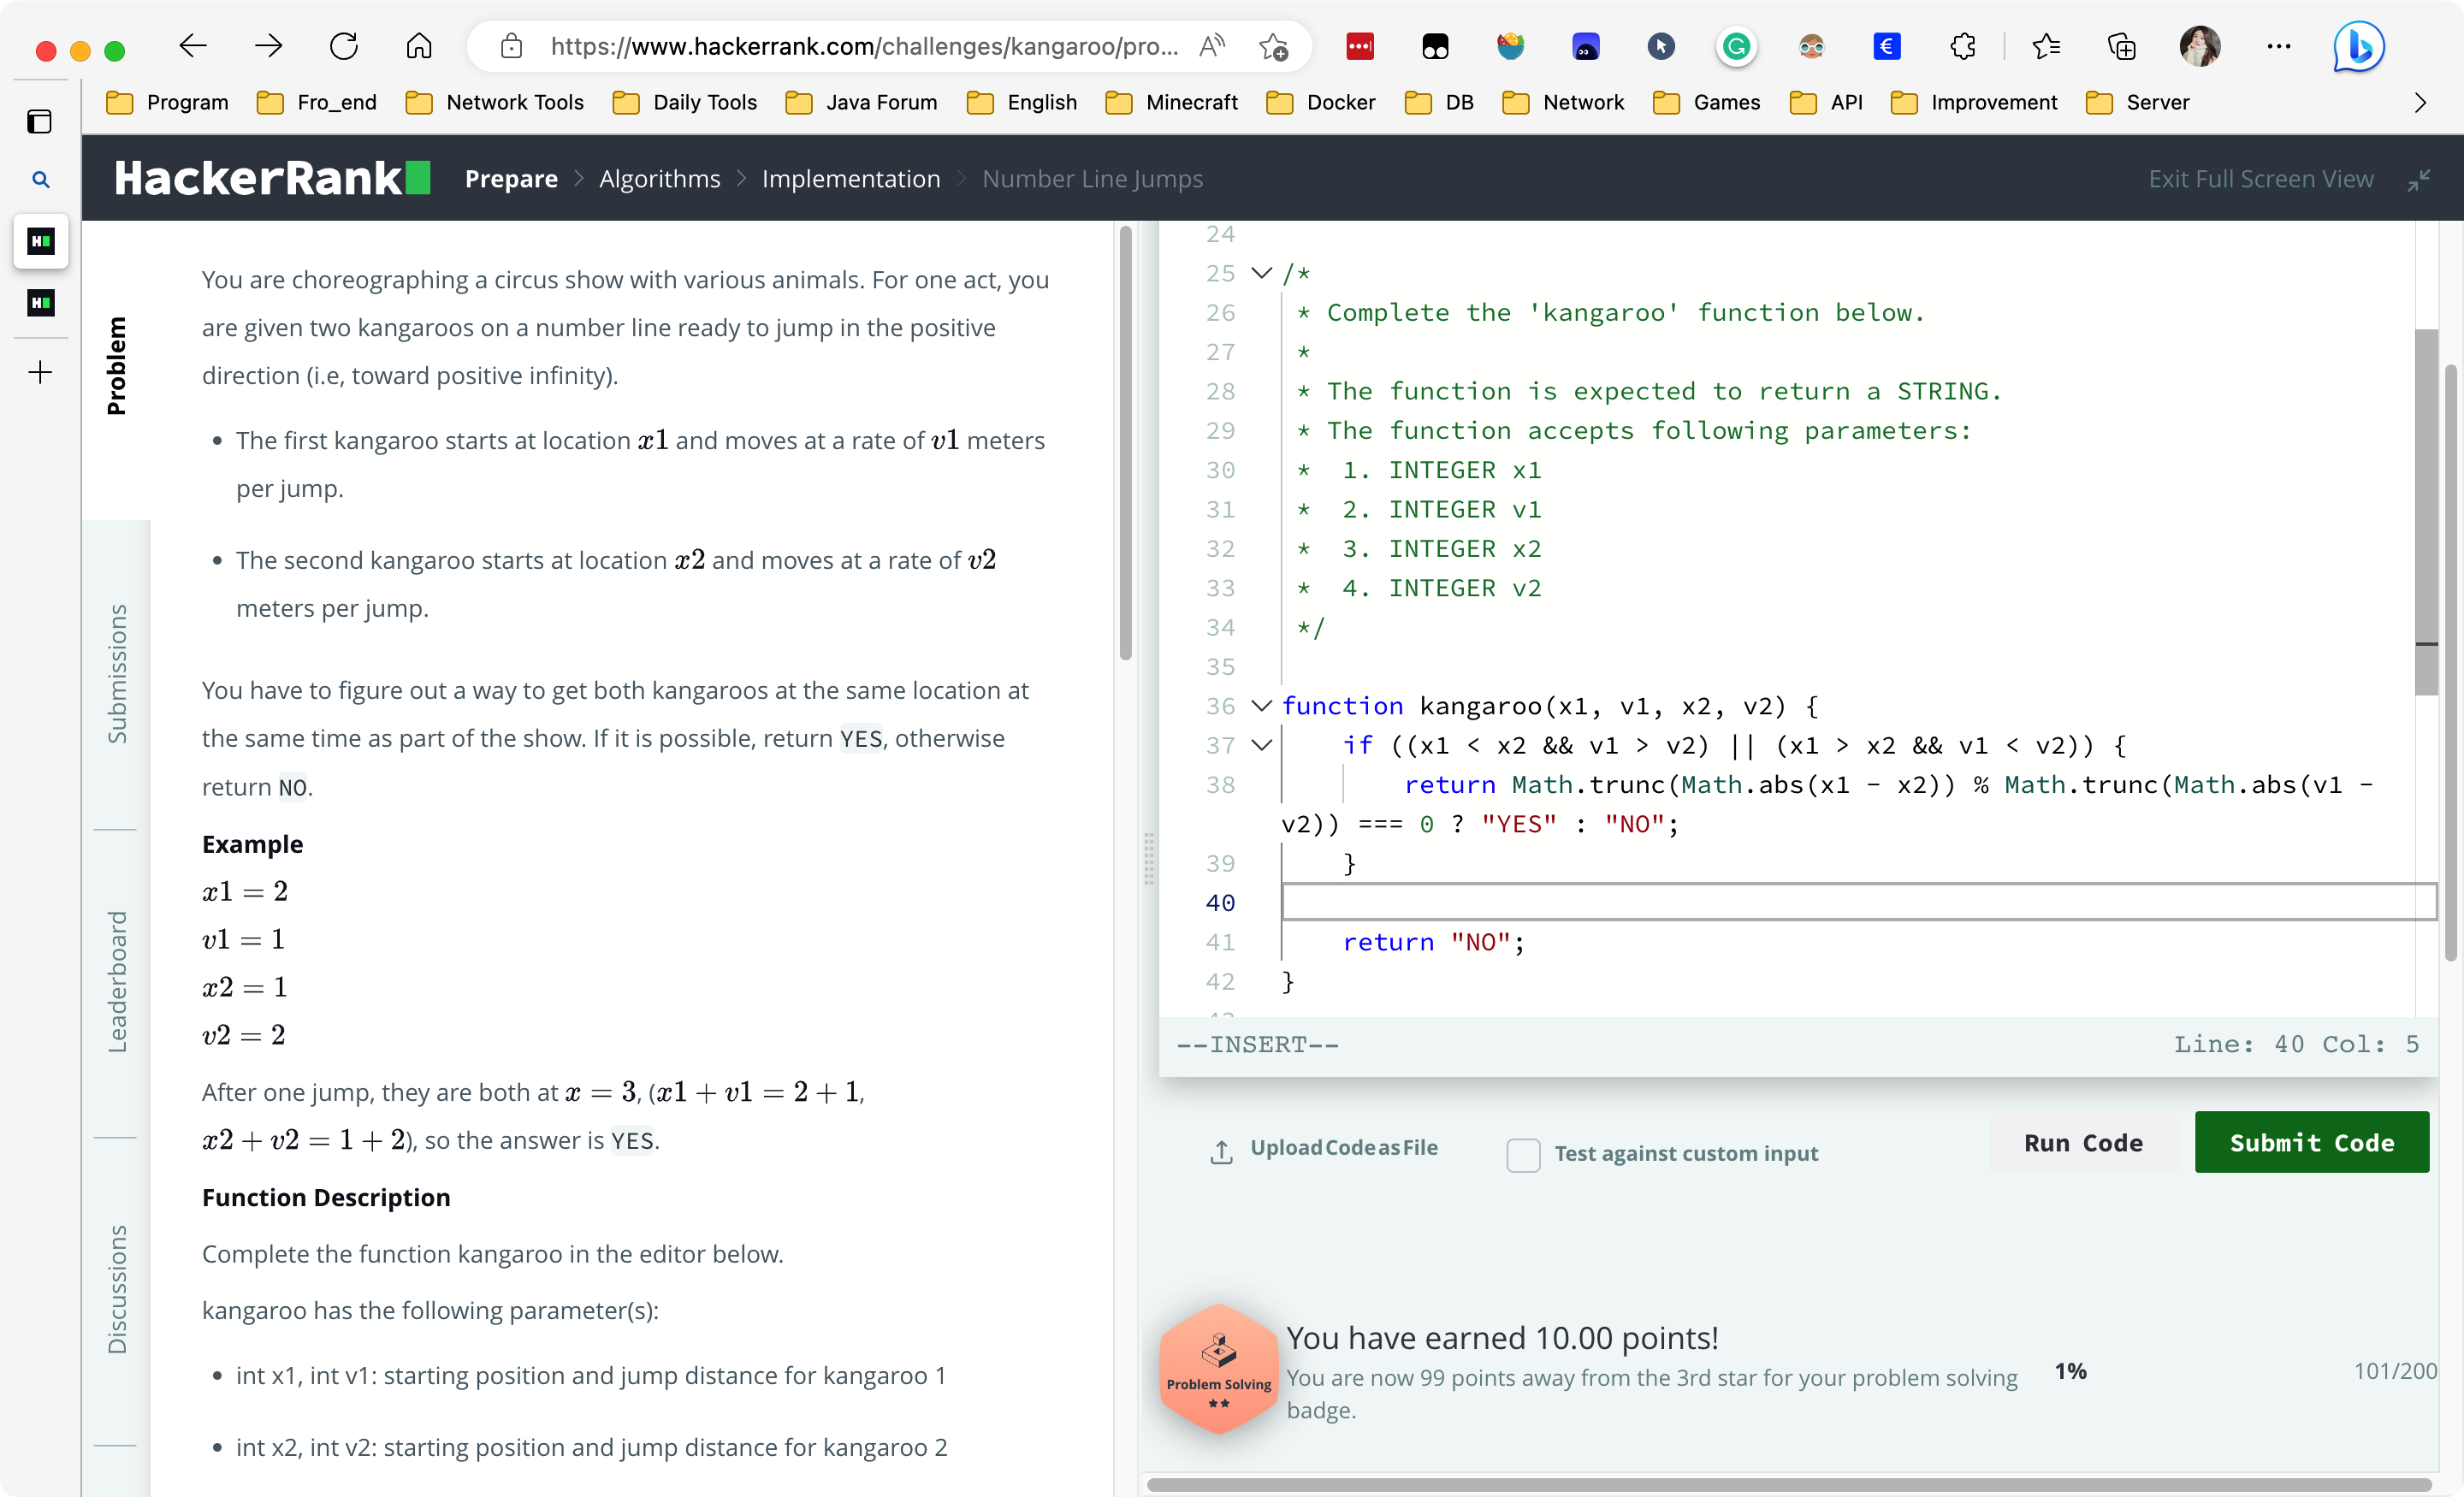 https://www.hackerrank.com/challenges/kangaroo/pro...
Program Fro_end Network Tools Daily Tools Java Forum English Minecraft Docker DB Network Games API Improvement Server
HackerRank Prepare > Algorithms > Implementation > Number Line Jumps Exit Full Screen View
Problem
Submissions
Leaderboard
Discussions
You are choreographing a circus show with various animals. For one act, you
are given two kangaroos on a number line ready to jump in the positive
direction (i.e, toward positive infinity).
• The first kangaroo starts at location x1 and moves at a rate of v1 meters
per jump.
• The second kangaroo starts at location x2 and moves at a rate of v2
meters per jump.
You have to figure out a way to get both kangaroos at the same location at
the same time as part of the show. If it is possible, return YES, otherwise
return NO.
Example
x1 = 2
v1 = 1
x2 = 1
v2 = 2
After one jump, they are both at x = 3, (x1 + v1 = 2 + 1,
x2 + v2 = 1 + 2), so the answer is YES.
Function Description
Complete the function kangaroo in the editor below.
kangaroo has the following parameter(s):
• int x1, int v1: starting position and jump distance for kangaroo 1
• int x2, int v2: starting position and jump distance for kangaroo 2
24
25 /*
26 * Complete the 'kangaroo' function below.
27 *
28 * The function is expected to return a STRING.
29 * The function accepts following parameters:
30 *  1. INTEGER x1
31 *  2. INTEGER v1
32 *  3. INTEGER x2
33 *  4. INTEGER v2
34 */
35
36 function kangaroo(x1, v1, x2, v2) {
37     if ((x1 < x2 && v1 > v2) || (x1 > x2 && v1 < v2)) {
38         return Math.trunc(Math.abs(x1 - x2)) % Math.trunc(Math.abs(v1 -
v2)) === 0 ? "YES" : "NO";
39     }
40
41     return "NO";
42 }
--INSERT-- Line: 40 Col: 5
Upload Code as File Test against custom input Run Code Submit Code
Problem Solving
You have earned 10.00 points!
You are now 99 points away from the 3rd star for your problem solving
badge.
1% 101/200